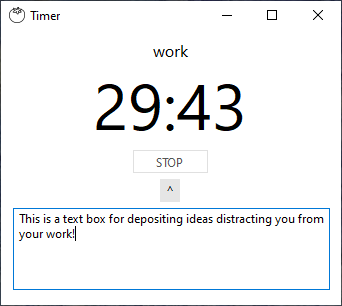 Timer
work
29:43
STOP
^
This is a text box for depositing ideas distracting you from
your work!